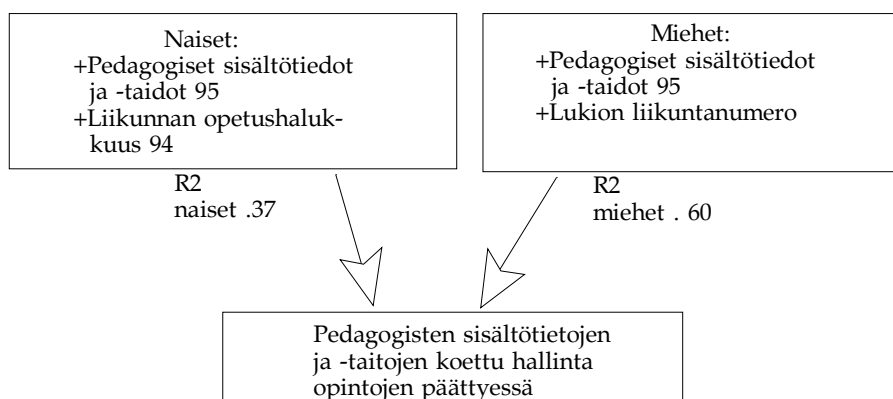 Naiset:
+Pedagogiset sisältötiedot
ja -taidot 95
+Liikunnan opetushaluk-
kuus 94
R2
naiset .37
Miehet:
+Pedagogiset sisältötiedot
ja -taidot 95
+Lukion liikuntanumero
R2
miehet . 60
Pedagogisten sisältötietojen
ja -taitojen koettu hallinta
opintojen päättyessä